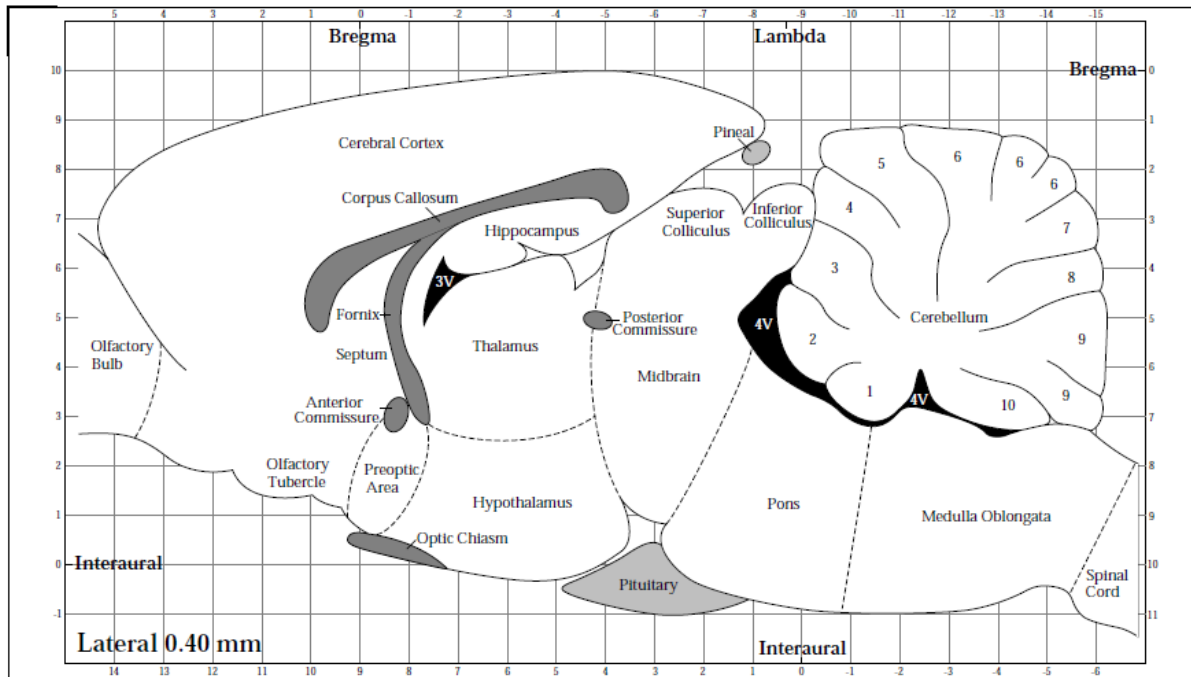 5 4 3 2 1 0 -1 -2 -3 -4 -5 -6 -7 -8 -9 -10 -11 -12 -13 -14 -15
Bregma Lambda
10 Bregma 0
9 1
Pineal
Cerebral Cortex
5 6 6
8 2
6
Corpus Callosum
4
7 Superior Inferior 7 3
Hippocampus Colliculus Colliculus
6 3V 3 8 4
Fornix Posterior
5 Commissure 4V Cerebellum 5
Olfactory Septum Thalamus 2 9
Bulb
4 Midbrain 6
Anterior 1 4V 10 9
3 Commissure 7
Olfactory Preoptic
2 Tubercle Area 8
Hypothalamus Pons
1 Medulla Oblongata 9
Optic Chiasm
0 Interaural 10
Pituitary Spinal
Cord
-1 11
Lateral 0.40 mm Interaural
14 13 12 11 10 9 8 7 6 5 4 3 2 1 0 -1 -2 -3 -4 -5 -6